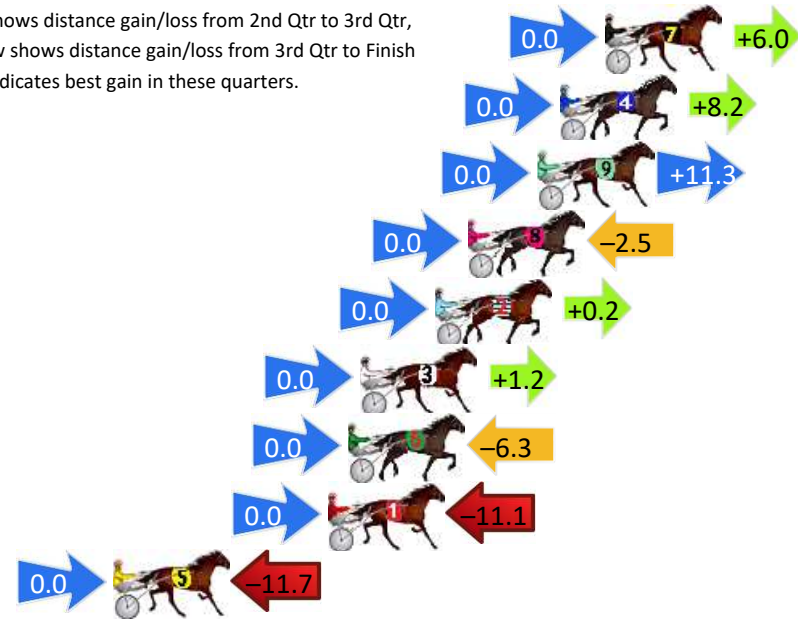 hows distance gain/loss from 2nd Qtr to 3rd Qtr,
w shows distance gain/loss from 3rd Qtr to Finish
dicates best gain in these quarters.
0.0 7 +6.0
0.0 4 +8.2
0.0 9 +11.3
0.0 8 –2.5
0.0 +0.2
0.0 3 +1.2
0.0 6 –6.3
0.0 1 –11.1
0.0 5 –11.7